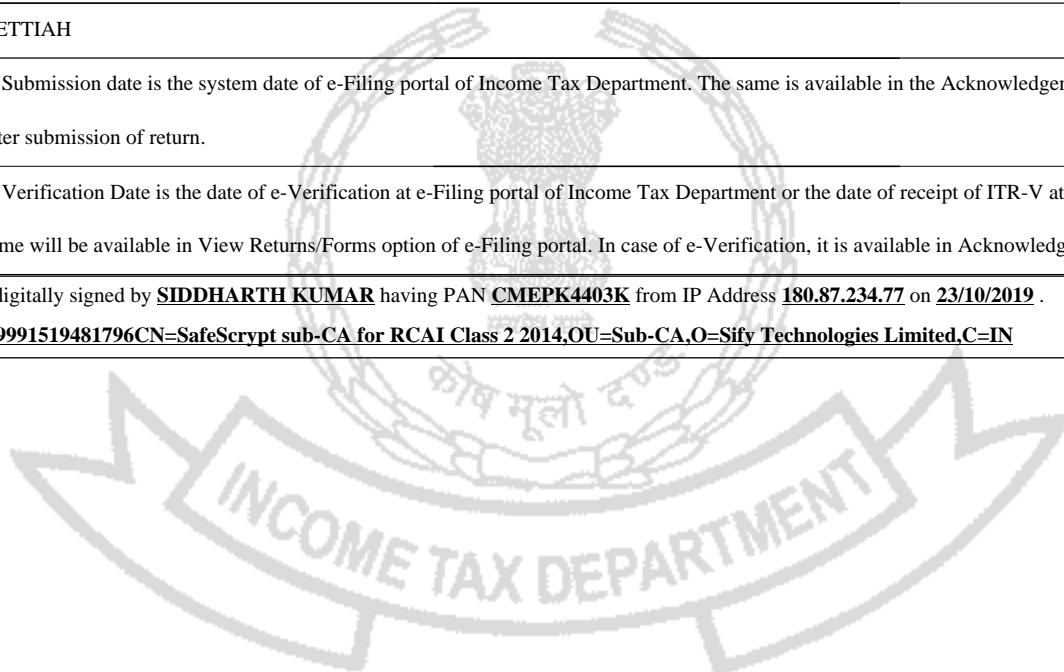 ETTIAH
Submission date is the system date of e-Filing portal of Income Tax Department. The same is available in the Acknowledge
ter submission of return.
Verification Date is the date of e-Verification at e-Filing portal of Income Tax Department or the date of receipt of ITR-V at
me will be available in View Returns/Forms option of e-Filing portal. In case of e-Verification, it is available in Acknowledg
digitally signed by SIDDHARTH KUMAR having PAN CMEPK4403K from IP Address 180.87.234.77 on 23/10/2019 .
9991519481796CN=SafeScrypt sub-CA for RCAI Class 2 2014,OU=Sub-CA,O=Sify Technologies Limited,C=IN
कोष मूलो दण्ड
INCOME TAX DEPARTMENT